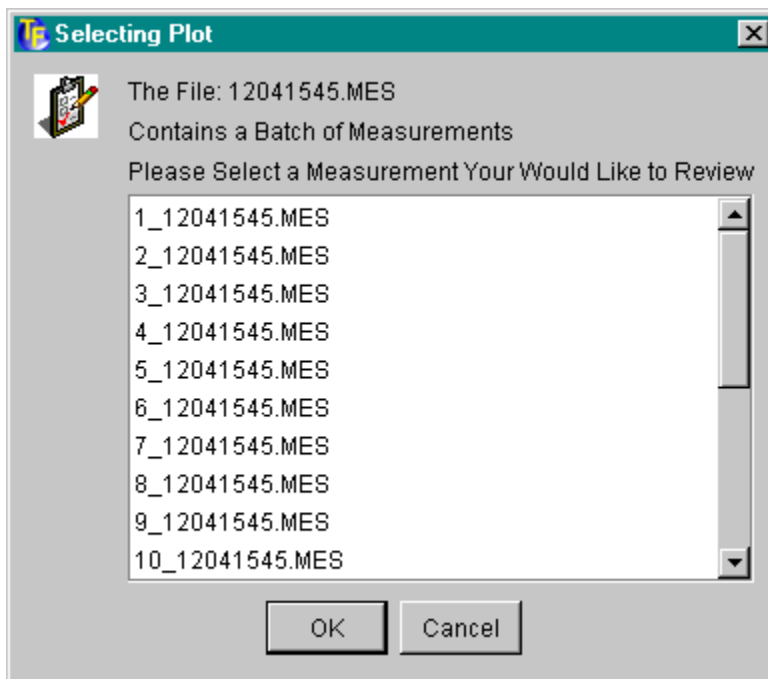 Selecting Plot
The File: 12041545.MES
Contains a Batch of Measurements
Please Select a Measurement Your Would Like to Review
1_12041545.MES
2_12041545.MES
3_12041545.MES
4_12041545.MES
5_12041545.MES
6_12041545.MES
7_12041545.MES
8_12041545.MES
9_12041545.MES
10_12041545.MES
OK Cancel